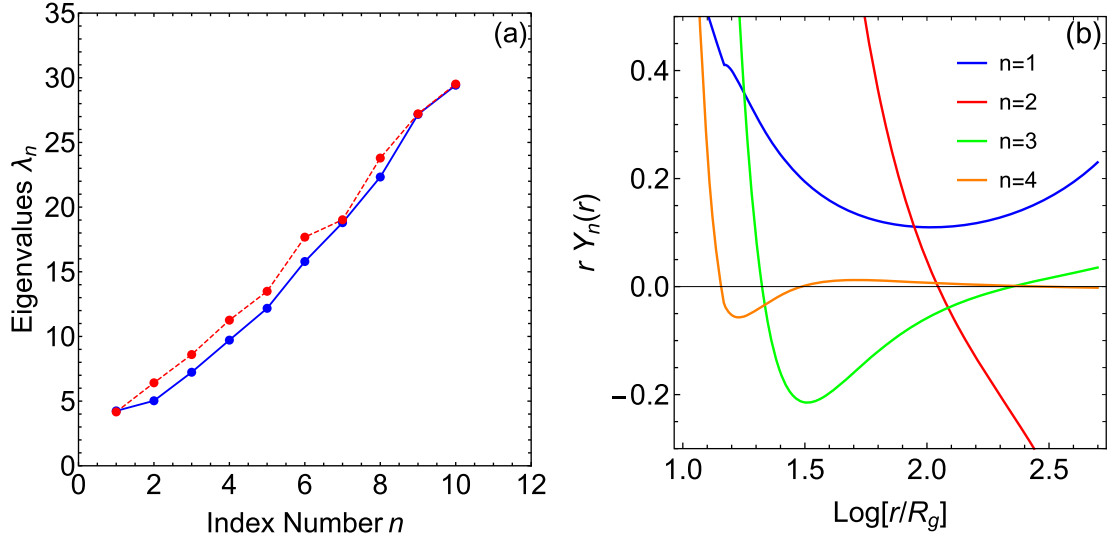 (a)
Eigenvalues λn
35
30
25
20
15
10
5
0
0 2 4 6 8 10 12
Index Number n
(b)
r Yn(r)
0.4
0.2
0.0
−0.2
n=1
n=2
n=3
n=4
1.0 1.5 2.0 2.5
Log[r/Rg]